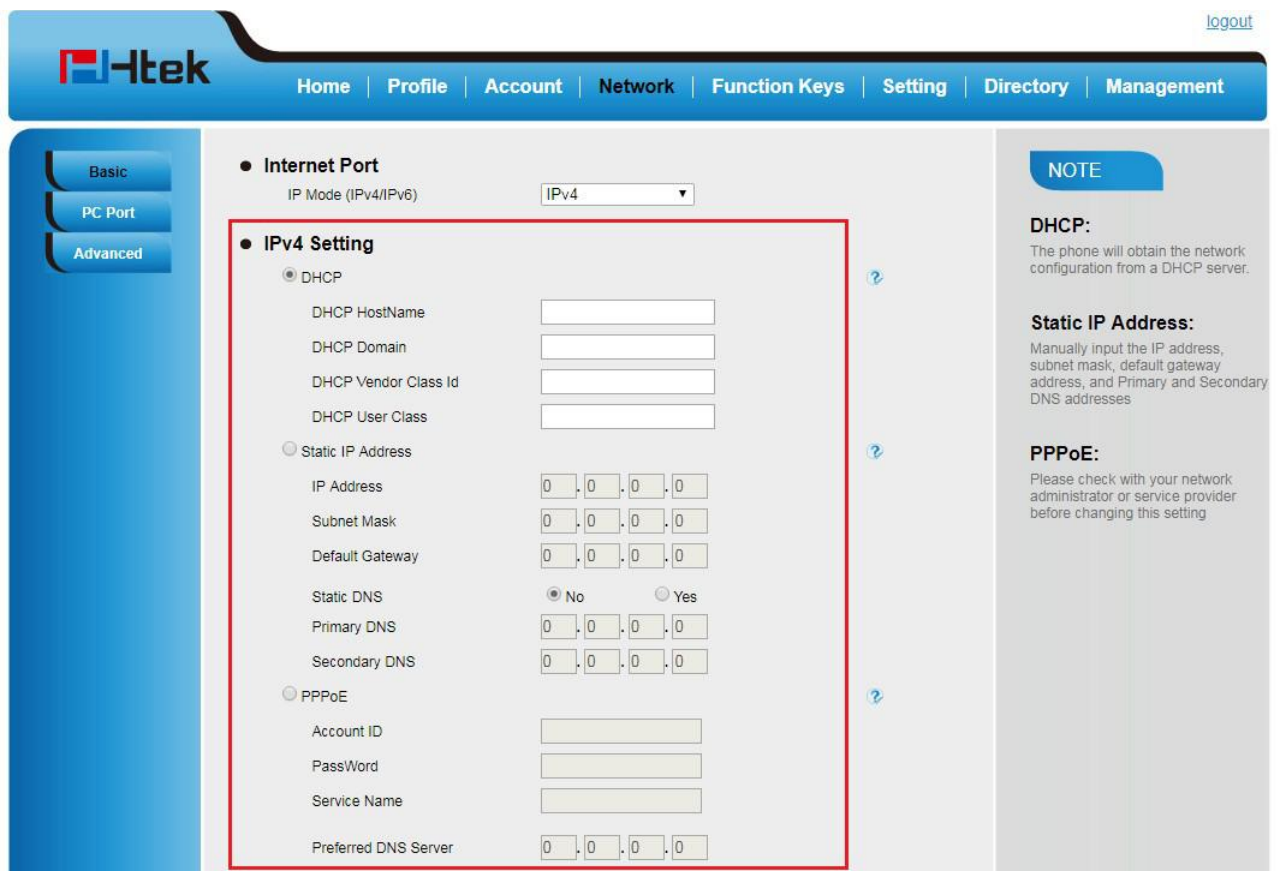 logout
Htek
Home | Profile | Account | Network | Function Keys | Setting | Directory | Management
Basic
PC Port
Advanced
Internet Port
IP Mode (IPv4/IPv6) IPv4
IPv4 Setting
DHCP
DHCP HostName
DHCP Domain
DHCP Vendor Class Id
DHCP User Class
Static IP Address
IP Address 0 . 0 . 0 . 0
Subnet Mask 0 . 0 . 0 . 0
Default Gateway 0 . 0 . 0 . 0
Static DNS No Yes
Primary DNS 0 . 0 . 0 . 0
Secondary DNS 0 . 0 . 0 . 0
PPPoE
Account ID
PassWord
Service Name
Preferred DNS Server 0 . 0 . 0 . 0
NOTE
DHCP:
The phone will obtain the network
configuration from a DHCP server.
Static IP Address:
Manually input the IP address,
subnet mask, default gateway
address, and Primary and Secondary
DNS addresses
PPPoE:
Please check with your network
administrator or service provider
before changing this setting